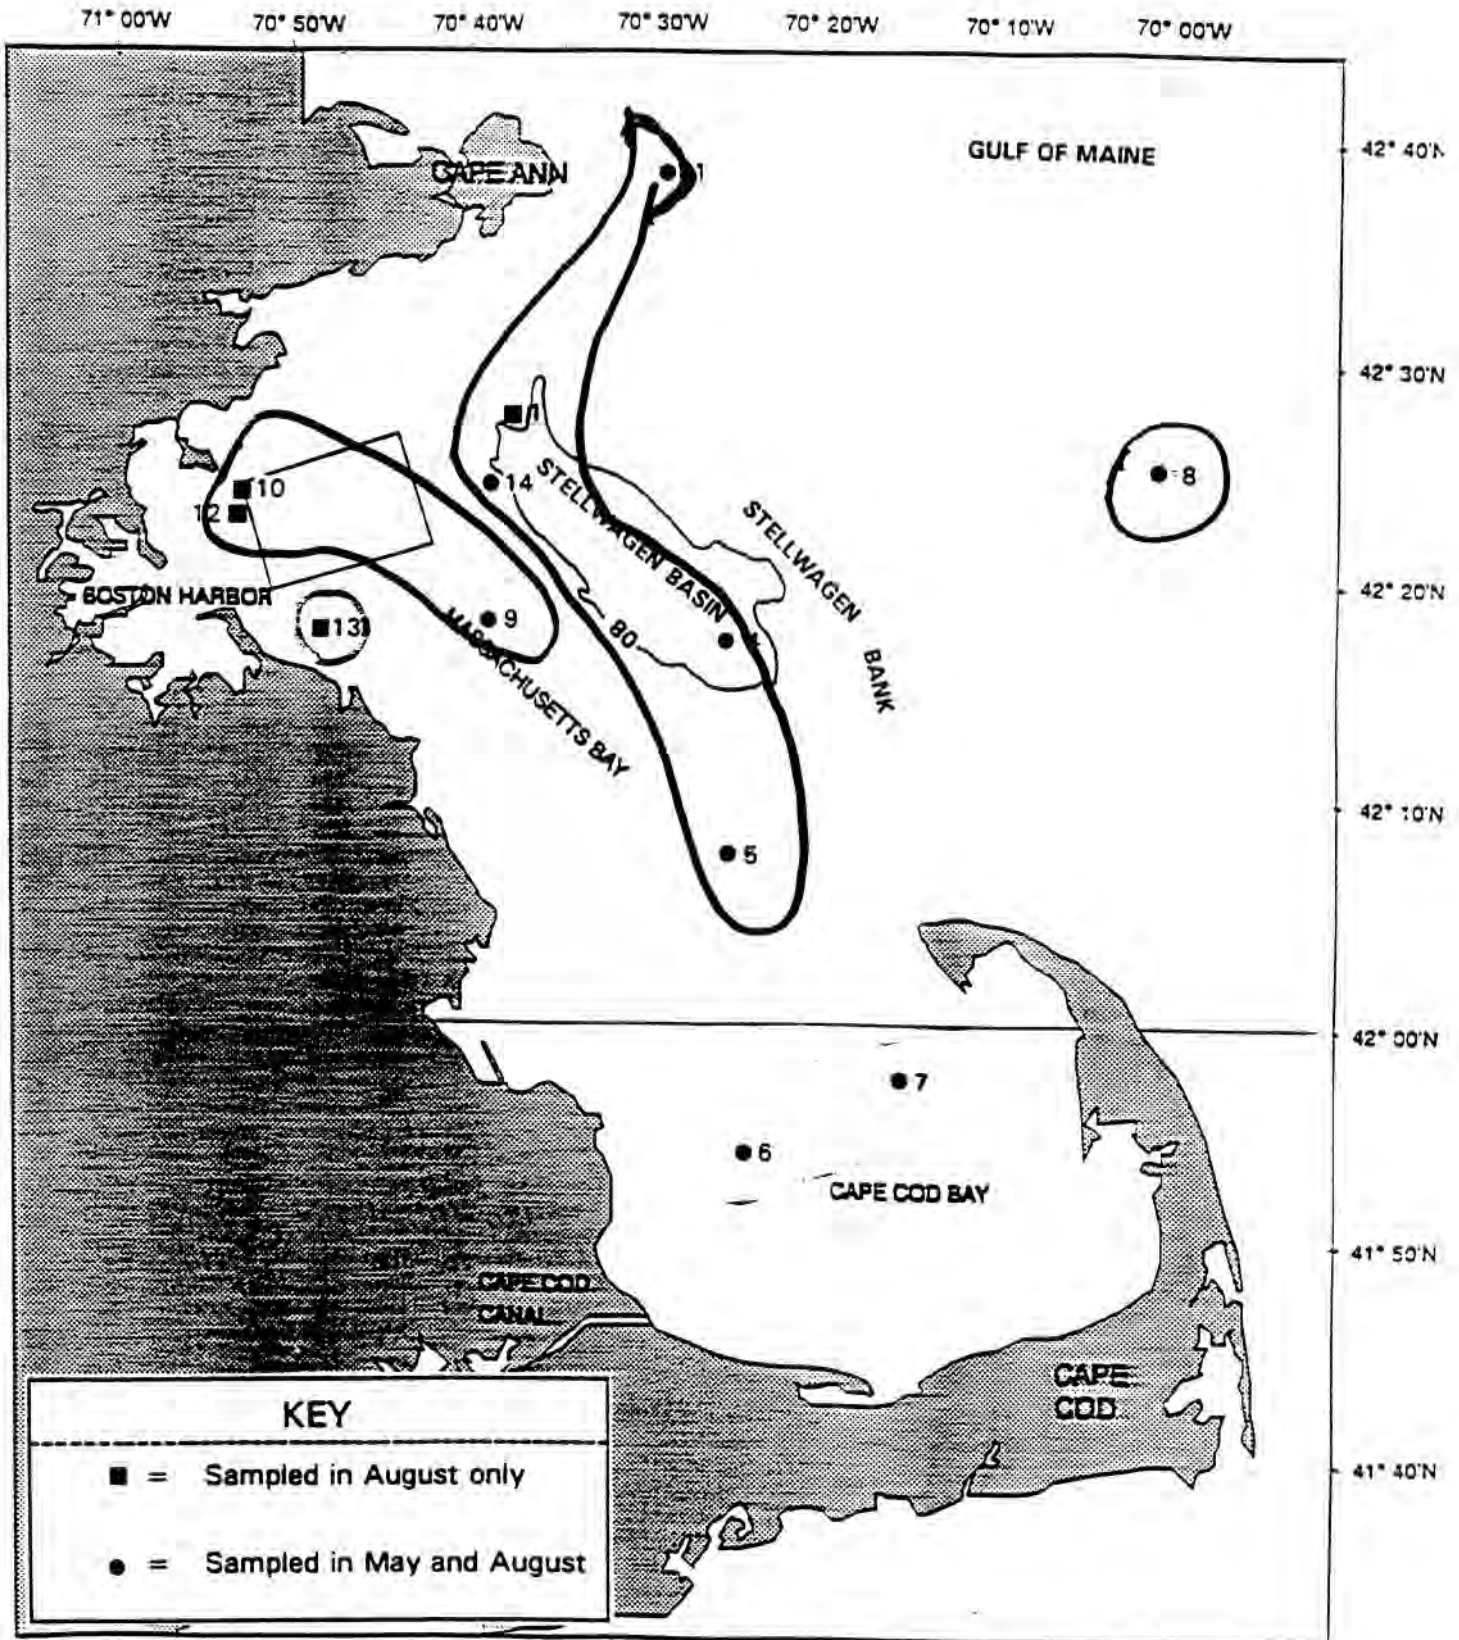 71° 00'W 70° 50'W 70° 40'W 70° 30'W 70° 20'W 70° 10'W 70° 00'W
GULF OF MAINE
42° 40'N
CAPE ANN
1
42° 30'N
14
8
10
12
STELLWAGEN BASIN
STELLWAGEN BANK
42° 20'N
BOSTON HARBOR
13
9
80
MASSACHUSETTS BAY
42° 10'N
5
42° 00'N
7
6
CAPE COD BAY
41° 50'N
CAPE COD
CANAL
CAPE
COD
41° 40'N
KEY
■ = Sampled in August only
● = Sampled in May and August